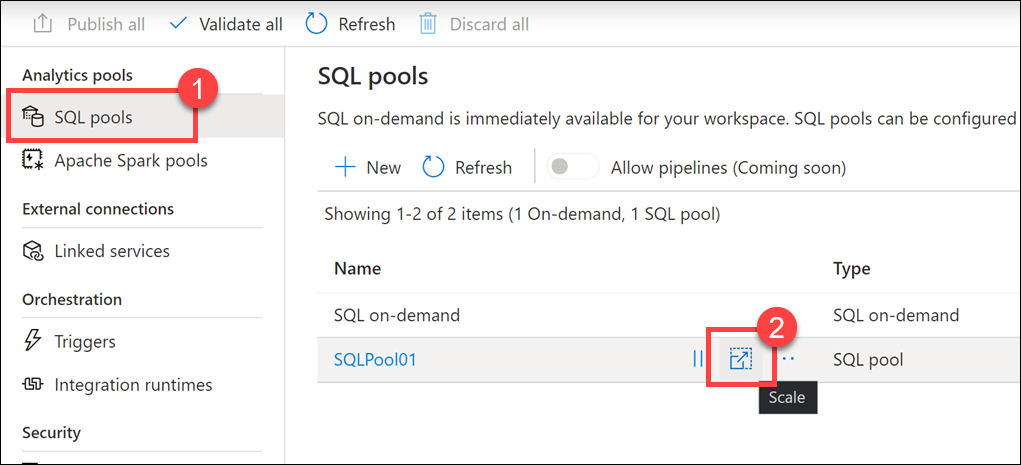 Publish all
Validate all
Refresh
Discard all
Analytics pools
1
SQL pools
Apache Spark pools
External connections
Linked services
Orchestration
Triggers
Integration runtimes
Security
SQL pools
SQL on-demand is immediately available for your workspace. SQL pools can be configured
New
Refresh
Allow pipelines (Coming soon)
Showing 1-2 of 2 items (1 On-demand, 1 SQL pool)
Name
Type
SQL on-demand
SQL on-demand
2
SQLPool01
SQL pool
Scale